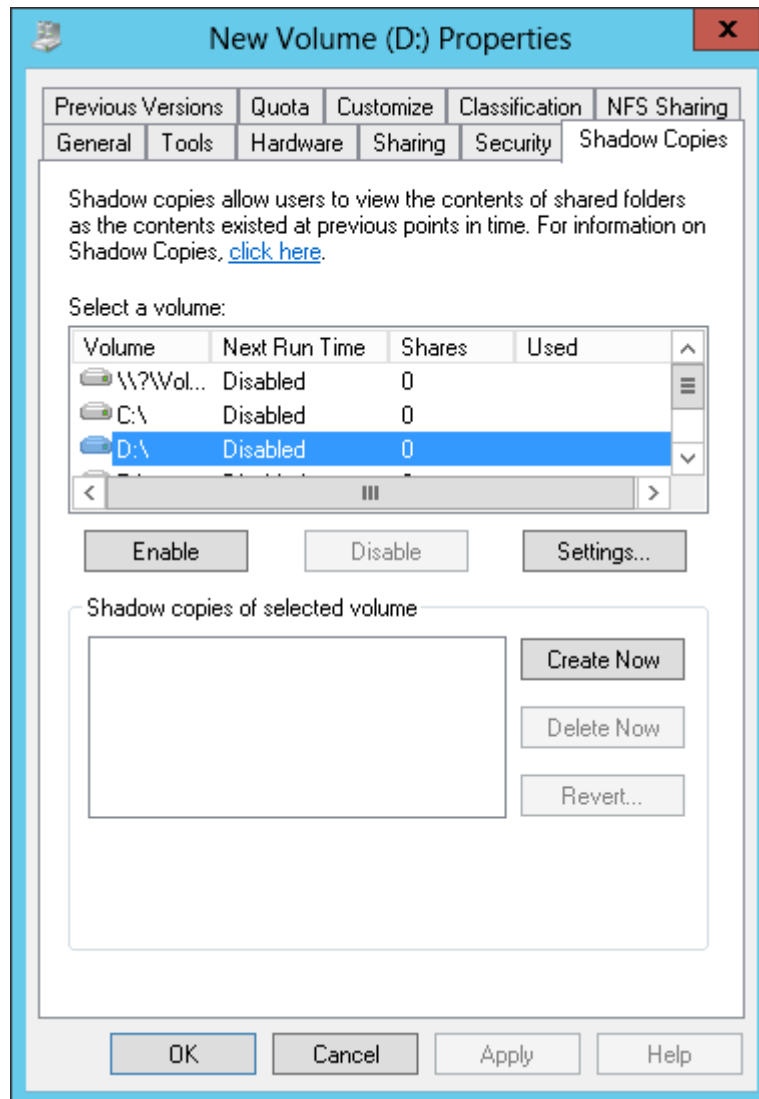 New Volume (D:) Properties
x
Previous Versions Quota Customize Classification NFS Sharing
General Tools Hardware Sharing Security Shadow Copies
Shadow copies allow users to view the contents of shared folders
as the contents existed at previous points in time. For information on
Shadow Copies, click here.
Select a volume:
Volume Next Run Time Shares Used
\\?\Vol... Disabled 0
C:\ Disabled 0
D:\ Disabled 0
Enable Disable Settings...
Shadow copies of selected volume
Create Now
Delete Now
Revert...
OK Cancel Apply Help